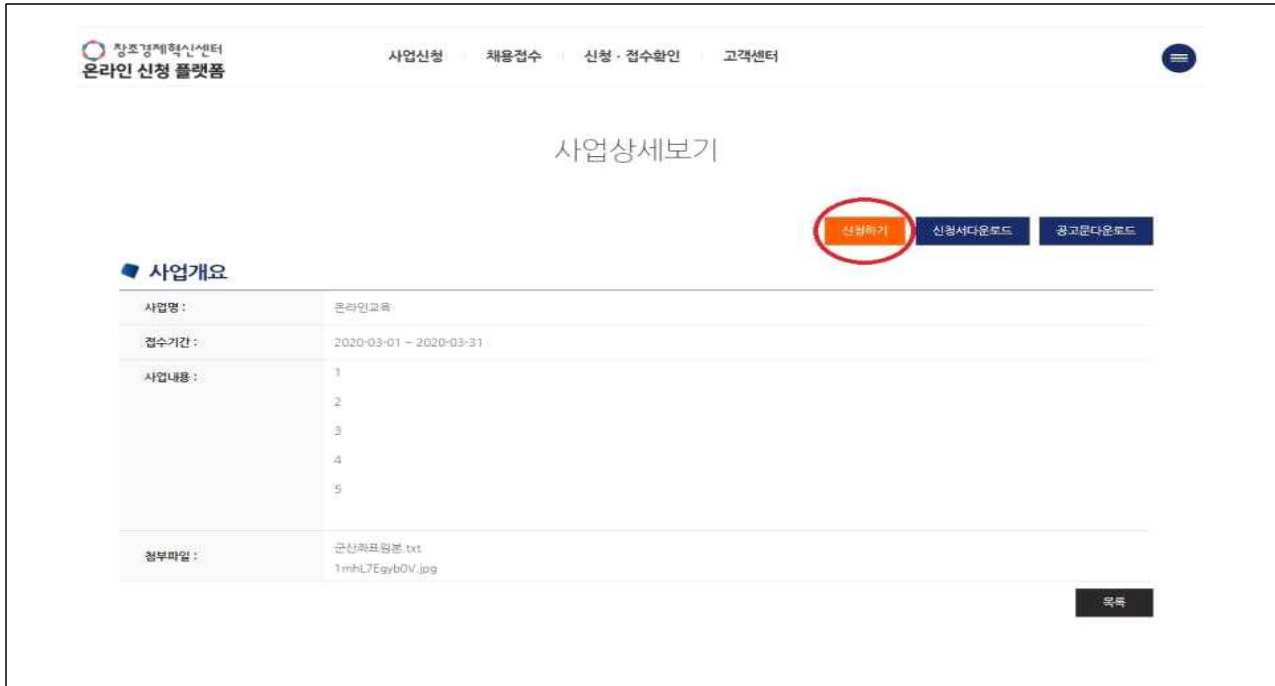 창조경제혁신센터
온라인 신청 플랫폼
사업신청 채용접수 신청 · 접수확인 고객센터
사업상세보기
신청하기 신청서다운로드 공고문다운로드
사업개요
사업명 : 온라인교육
접수기간 : 2020-03-01 ~ 2020-03-31
사업내용 : 1
2
3
4
5
첨부파일 : 군산좌표원본.txt
1mhL7Egyb0V.jpg
목록